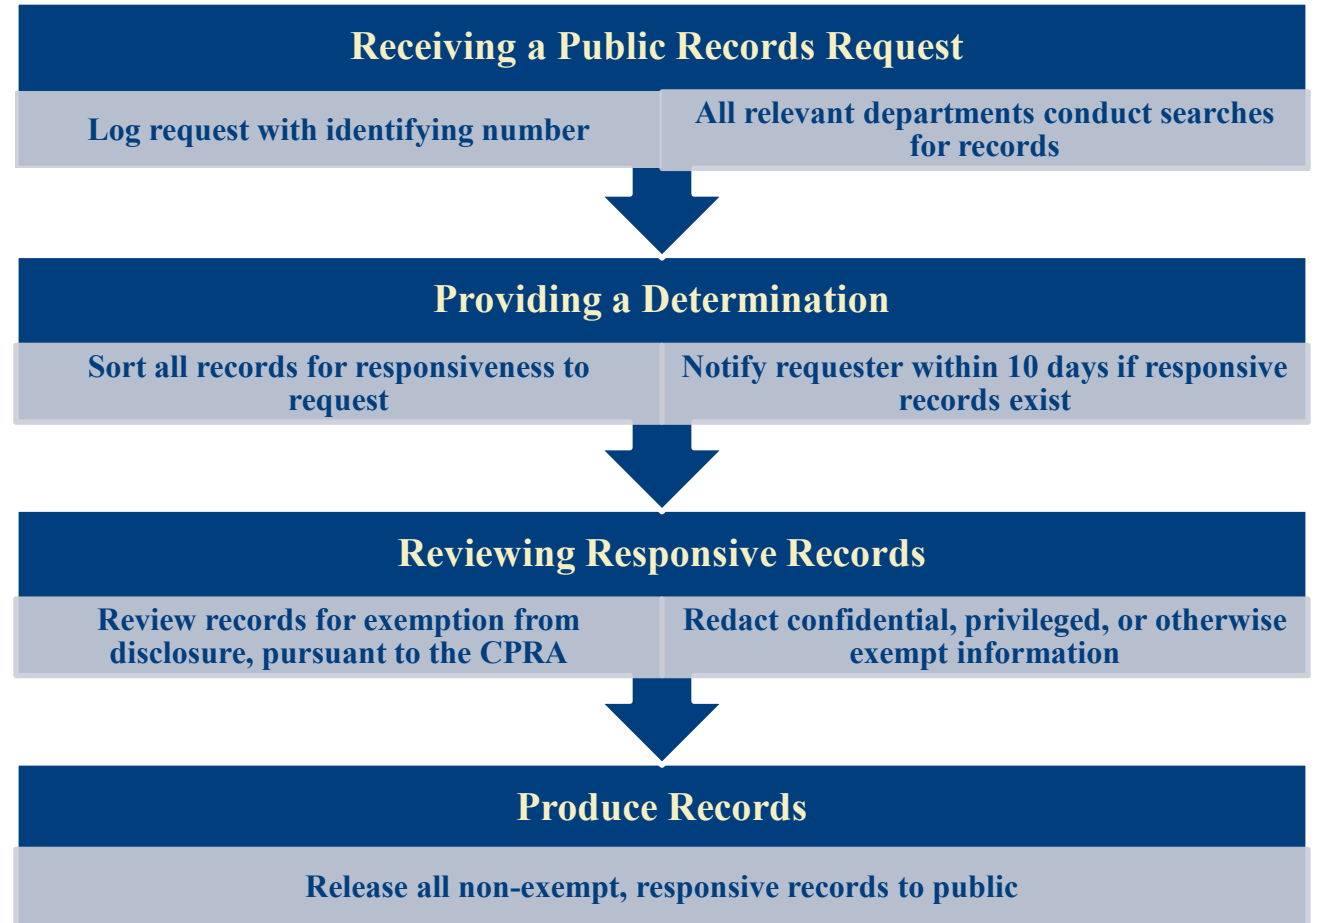 Receiving a Public Records Request
Log request with identifying number
All relevant departments conduct searches
for records
Providing a Determination
Sort all records for responsiveness to
request
Notify requester within 10 days if responsive
records exist
Reviewing Responsive Records
Review records for exemption from
disclosure, pursuant to the CPRA
Redact confidential, privileged, or otherwise
exempt information
Produce Records
Release all non-exempt, responsive records to public